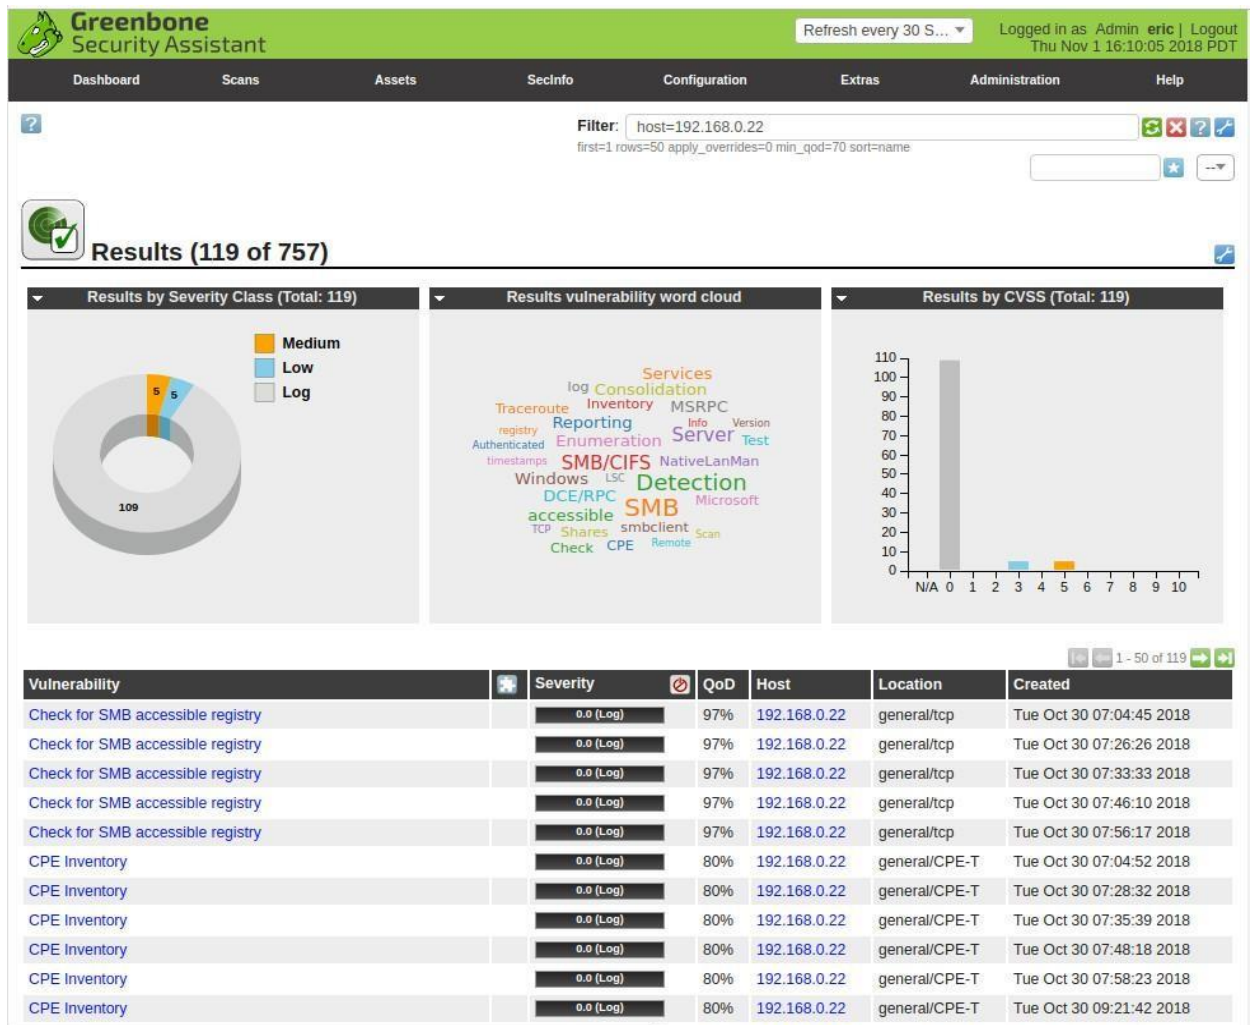 Greenbone
Security Assistant
Refresh every 30 S...
Logged in as Admin eric | Logout
Thu Nov 1 16:10:05 2018 PDT
Dashboard Scans Assets SecInfo Configuration Extras Administration Help
?
Filter: host=192.168.0.22
?
first=1 rows=50 apply_overrides=0 min_qod=70 sort=name
--
Results (119 of 757)
Results by Severity Class (Total: 119)
Medium
Low
Log
5 5
109
Results vulnerability word cloud
Services
log Consolidation
Traceroute Inventory MSRPC
registry Reporting Info Version
Authenticated Enumeration Server Test
timestamps SMB/CIFS NativeLanMan
Windows LSC Detection
DCE/RPC SMB Microsoft
accessible
TCP Shares smbclient Scan
Check CPE Remote
Results by CVSS (Total: 119)
110
100
90
80
70
60
50
40
30
20
10
0
N/A 0 1 2 3 4 5 6 7 8 9 10
1 - 50 of 119
Vulnerability Severity QoD Host Location Created
Check for SMB accessible registry 0.0 (Log) 97% 192.168.0.22 general/tcp Tue Oct 30 07:04:45 2018
Check for SMB accessible registry 0.0 (Log) 97% 192.168.0.22 general/tcp Tue Oct 30 07:26:26 2018
Check for SMB accessible registry 0.0 (Log) 97% 192.168.0.22 general/tcp Tue Oct 30 07:33:33 2018
Check for SMB accessible registry 0.0 (Log) 97% 192.168.0.22 general/tcp Tue Oct 30 07:46:10 2018
Check for SMB accessible registry 0.0 (Log) 97% 192.168.0.22 general/tcp Tue Oct 30 07:56:17 2018
CPE Inventory 0.0 (Log) 80% 192.168.0.22 general/CPE-T Tue Oct 30 07:04:52 2018
CPE Inventory 0.0 (Log) 80% 192.168.0.22 general/CPE-T Tue Oct 30 07:28:32 2018
CPE Inventory 0.0 (Log) 80% 192.168.0.22 general/CPE-T Tue Oct 30 07:35:39 2018
CPE Inventory 0.0 (Log) 80% 192.168.0.22 general/CPE-T Tue Oct 30 07:48:18 2018
CPE Inventory 0.0 (Log) 80% 192.168.0.22 general/CPE-T Tue Oct 30 07:58:23 2018
CPE Inventory 0.0 (Log) 80% 192.168.0.22 general/CPE-T Tue Oct 30 09:21:42 2018